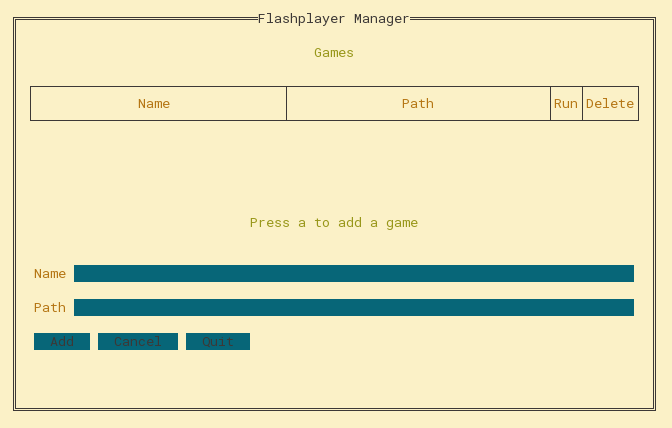 Flashplayer Manager
Games
Name Path Run Delete
Press a to add a game
Name
Path
Add Cancel Quit